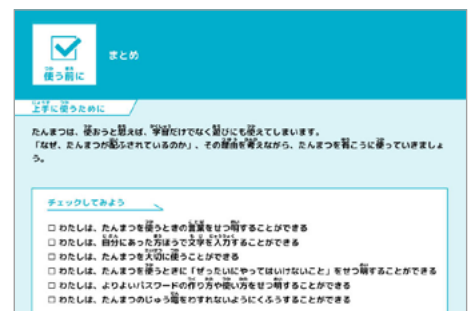 まとめ
使う前に
上手に使うために
たんまつは、使おうと思えば、学習だけでなく遊びにも使えてしまいます。
「なぜ、たんまつが配ふされているのか」、その理由を考えながら、たんまつを有こうに使っていきましょ
う。
チェックしてみよう
□ わたしは、たんまつを使うときの言葉をせつ明することができる
□ わたしは、自分にあった方ほうで文字を入力することができる
□ わたしは、たんまつを大切に使うことができる
□ わたしは、たんまつを使うときに「ぜったいにやってはいけないこと」をせつ明することができる
□ わたしは、よりよいパスワードの作り方や使い方をせつ明することができる
□ わたしは、たんまつのじゅう電をわすれないようにくふうすることができる